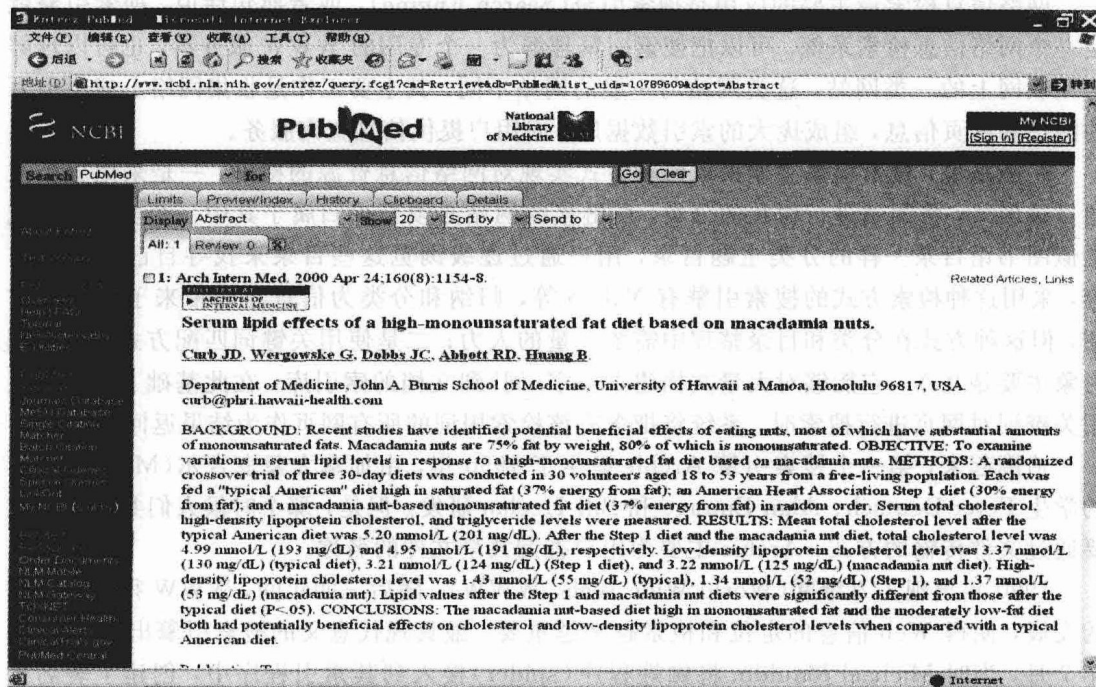 Entrez PubMed - Microsoft Internet Explorer
文件(F) 编辑(E) 查看(V) 收藏(A) 工具(T) 帮助(H)
后退 搜索 收藏夹
地址(D) http://www.ncbi.nlm.nih.gov/entrez/query.fcgi?cmd=Retrieve&db=PubMed&list_uids=10789609&dopt=Abstract 转到
NCBI
PubMed
National
Library
of Medicine
My NCBI
[Sign In] [Register]
Search PubMed for Go Clear
Limits Preview/Index History Clipboard Details
Display Abstract Show 20 Sort by Send to
All: 1 Review: 0
1: Arch Intern Med. 2000 Apr 24;160(8):1154-8. Related Articles, Links
FULL TEXT AT
ARCHIVES OF
INTERNAL MEDICINE
Serum lipid effects of a high-monounsaturated fat diet based on macadamia nuts.
Curb JD, Wergowske G, Dobbs JC, Abbott RD, Huang B.
Department of Medicine, John A. Burns School of Medicine, University of Hawaii at Manoa, Honolulu 96817, USA.
curb@phri.hawaii-health.com
BACKGROUND: Recent studies have identified potential beneficial effects of eating nuts, most of which have substantial amounts
of monounsaturated fats. Macadamia nuts are 75% fat by weight, 80% of which is monounsaturated. OBJECTIVE: To examine
variations in serum lipid levels in response to a high-monounsaturated fat diet based on macadamia nuts. METHODS: A randomized
crossover trial of three 30-day diets was conducted in 30 volunteers aged 18 to 53 years from a free-living population. Each was
fed a "typical American" diet high in saturated fat (37% energy from fat); an American Heart Association Step 1 diet (30% energy
from fat); and a macadamia nut-based monounsaturated fat diet (37% energy from fat) in random order. Serum total cholesterol,
high-density lipoprotein cholesterol, and triglyceride levels were measured. RESULTS: Mean total cholesterol level after the
typical American diet was 5.20 mmol/L (201 mg/dL). After the Step 1 diet and the macadamia nut diet, total cholesterol level was
4.99 mmol/L (193 mg/dL) and 4.95 mmol/L (191 mg/dL), respectively. Low-density lipoprotein cholesterol level was 3.37 mmol/L
(130 mg/dL) (typical diet), 3.21 mmol/L (124 mg/dL) (Step 1 diet), and 3.22 mmol/L (125 mg/dL) (macadamia nut diet). High-
density lipoprotein cholesterol level was 1.43 mmol/L (55 mg/dL) (typical), 1.34 mmol/L (52 mg/dL) (Step 1), and 1.37 mmol/L
(53 mg/dL) (macadamia nut). Lipid values after the Step 1 and macadamia nut diets were significantly different from those after the
typical diet (P<.05). CONCLUSIONS: The macadamia nut-based diet high in monounsaturated fat and the moderately low-fat diet
both had potentially beneficial effects on cholesterol and low-density lipoprotein cholesterol levels when compared with a typical
American diet.
Internet